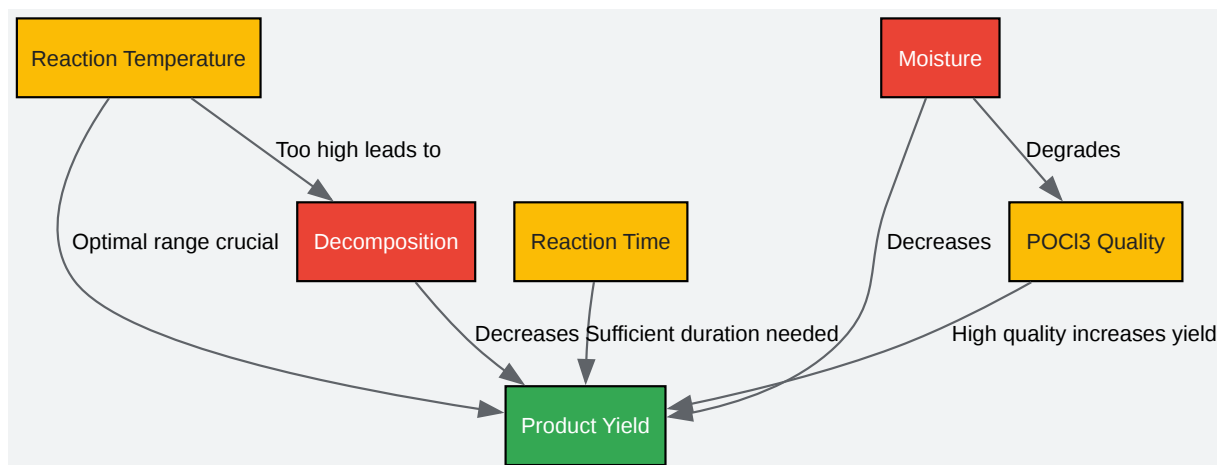 Reaction Temperature
Moisture
Too high leads to
Degrades
Optimal range crucial
Decomposition
Reaction Time
Decreases
POCl3 Quality
Decreases
Sufficient duration needed
High quality increases yield
Product Yield